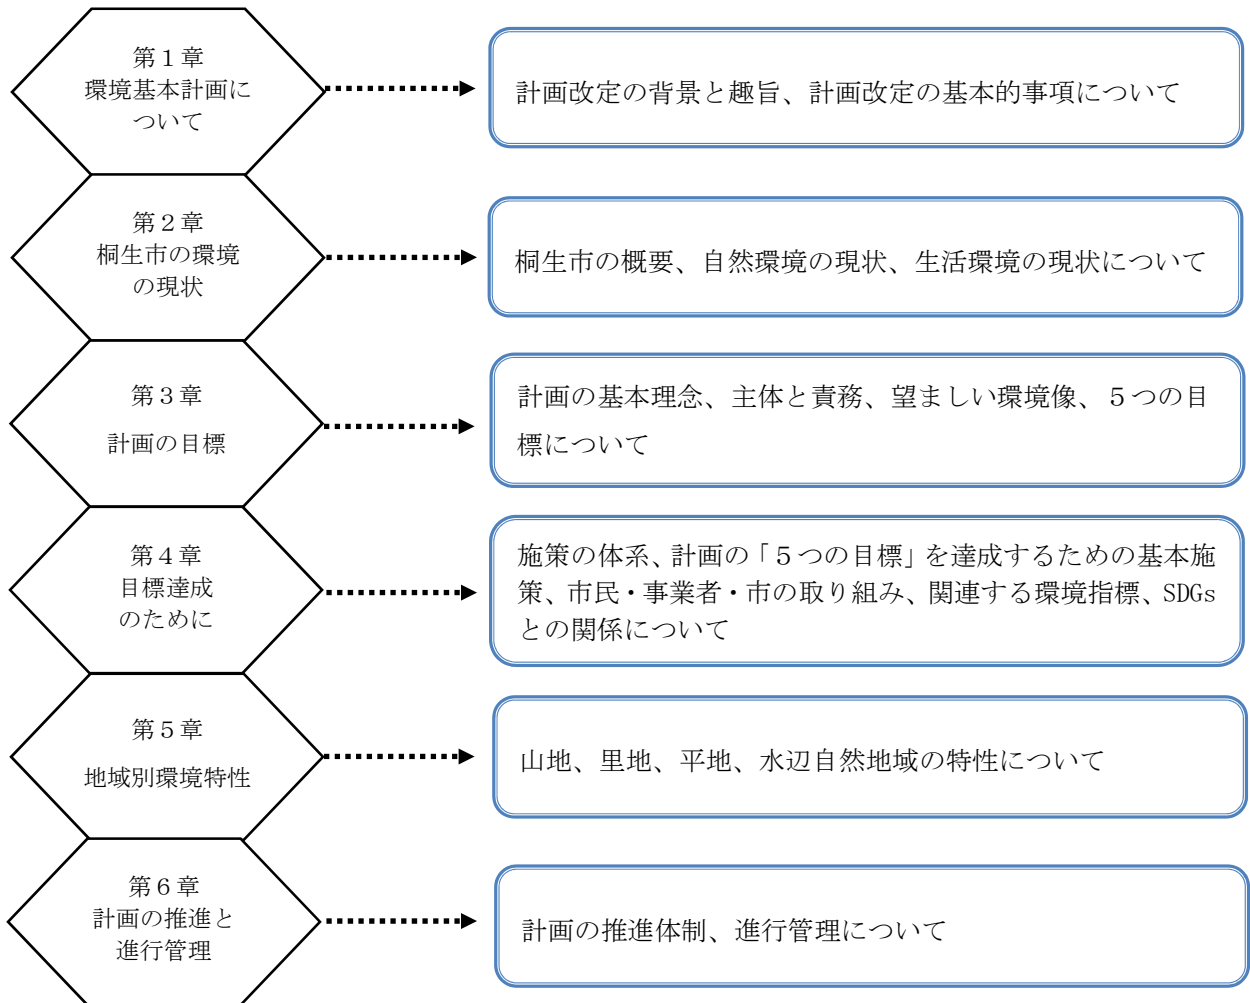 第１章
環境基本計画に
ついて
計画改定の背景と趣旨、計画改定の基本的事項について
第２章
桐生市の環境
の現状
桐生市の概要、自然環境の現状、生活環境の現状について
第３章
計画の目標
計画の基本理念、主体と責務、望ましい環境像、５つの目
標について
第４章
目標達成
のために
施策の体系、計画の「５つの目標」を達成するための基本施
策、市民・事業者・市の取り組み、関連する環境指標、SDGs
との関係について
第５章
地域別環境特性
山地、里地、平地、水辺自然地域の特性について
第６章
計画の推進と
進行管理
計画の推進体制、進行管理について